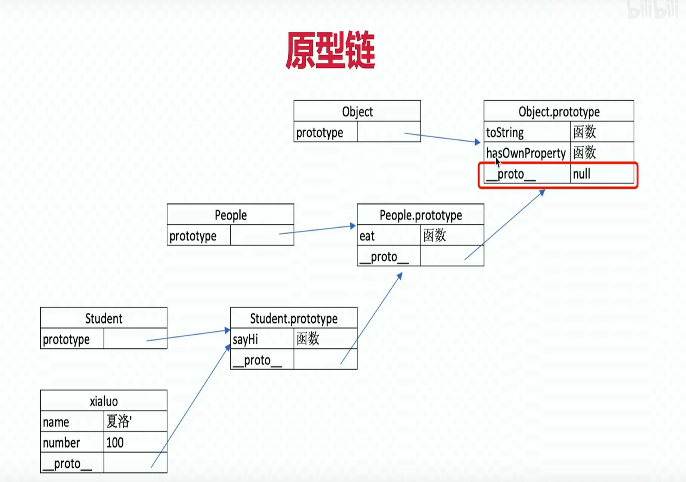 bilibili
原型链
Object
prototype
Object.prototype
toString 函数
hasOwnProperty 函数
__proto__ null
People
prototype
People.prototype
eat 函数
__proto__
Student
prototype
Student.prototype
sayHi 函数
__proto__
xialuo
name 夏洛'
number 100
__proto__